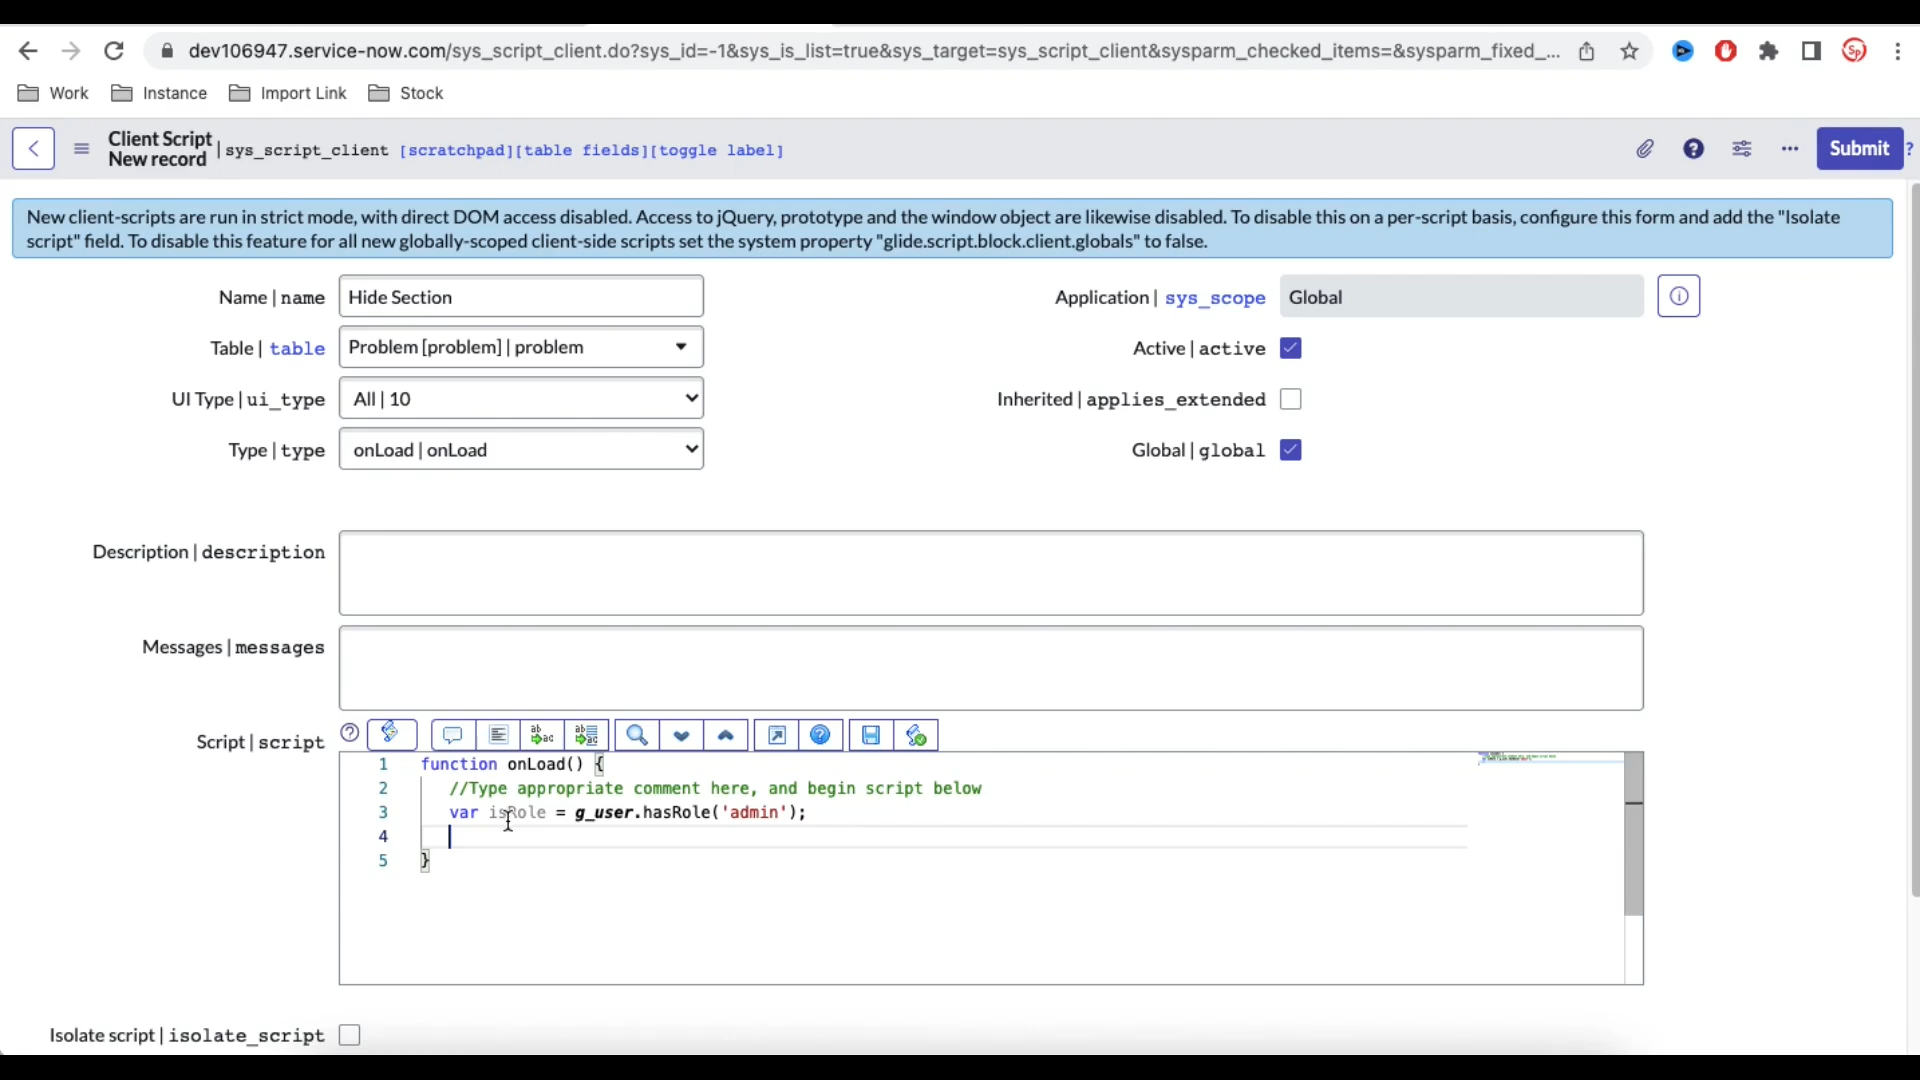 dev106947.service-now.com/sys_script_client.do?sys_id=-1&sys_is_list=true&sys_target=sys_script_client&sysparm_checked_items=&sysparm_fixed_...
Work Instance Import Link Stock
Client Script
New record | sys_script_client [scratchpad][table fields][toggle label]
Submit ?
New client-scripts are run in strict mode, with direct DOM access disabled. Access to jQuery, prototype and the window object are likewise disabled. To disable this on a per-script basis, configure this form and add the "Isolate
script" field. To disable this feature for all new globally-scoped client-side scripts set the system property "glide.script.block.client.globals" to false.
Name | name Hide Section Application | sys_scope Global
Table | table Problem [problem] | problem Active | active
UI Type | ui_type All | 10 Inherited | applies_extended
Type | type onLoad | onLoad Global | global
Description | description
Messages | messages
Script | script
1 function onLoad() {
2 //Type appropriate comment here, and begin script below
3 var isRole = g_user.hasRole('admin');
4
5 }
Isolate script | isolate_script